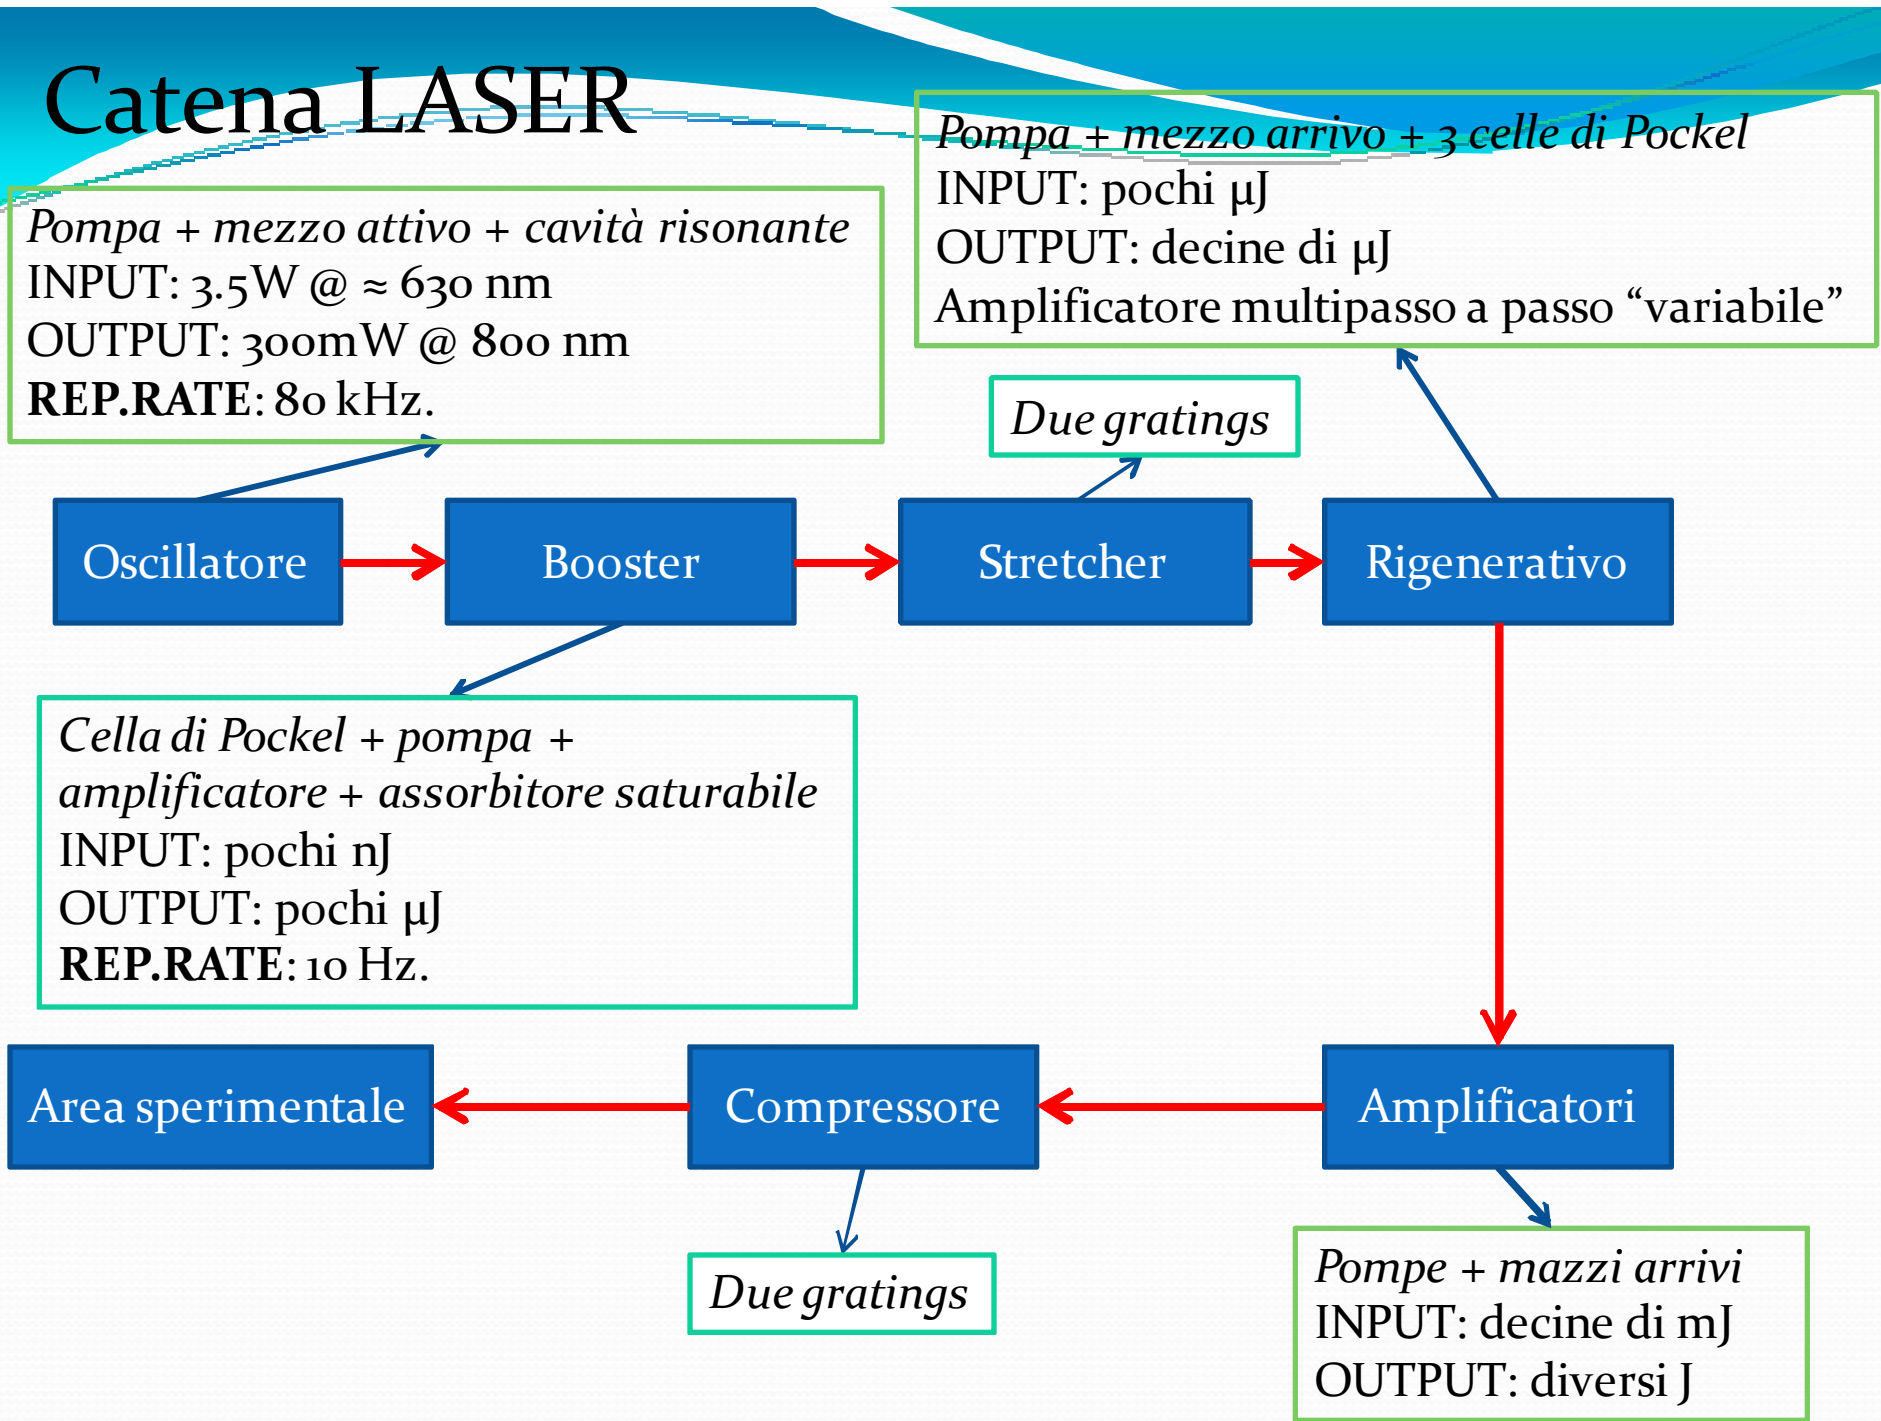 Catena LASER
Pompa + mezzo arrivo + 3 celle di Pockel
INPUT: pochi μJ
OUTPUT: decine di μJ
Amplificatore multipasso a passo “variabile”
Pompa + mezzo attivo + cavità risonante
INPUT: 3.5W @ ≈ 630 nm
OUTPUT: 300mW @ 800 nm
REP.RATE: 80 kHz.
Due gratings
Oscillatore
Booster
Stretcher
Rigenerativo
Cella di Pockel + pompa +
amplificatore + assorbitore saturabile
INPUT: pochi nJ
OUTPUT: pochi μJ
REP.RATE: 10 Hz.
Area sperimentale
Compressore
Amplificatori
Due gratings
Pompe + mazzi arrivi
INPUT: decine di mJ
OUTPUT: diversi J